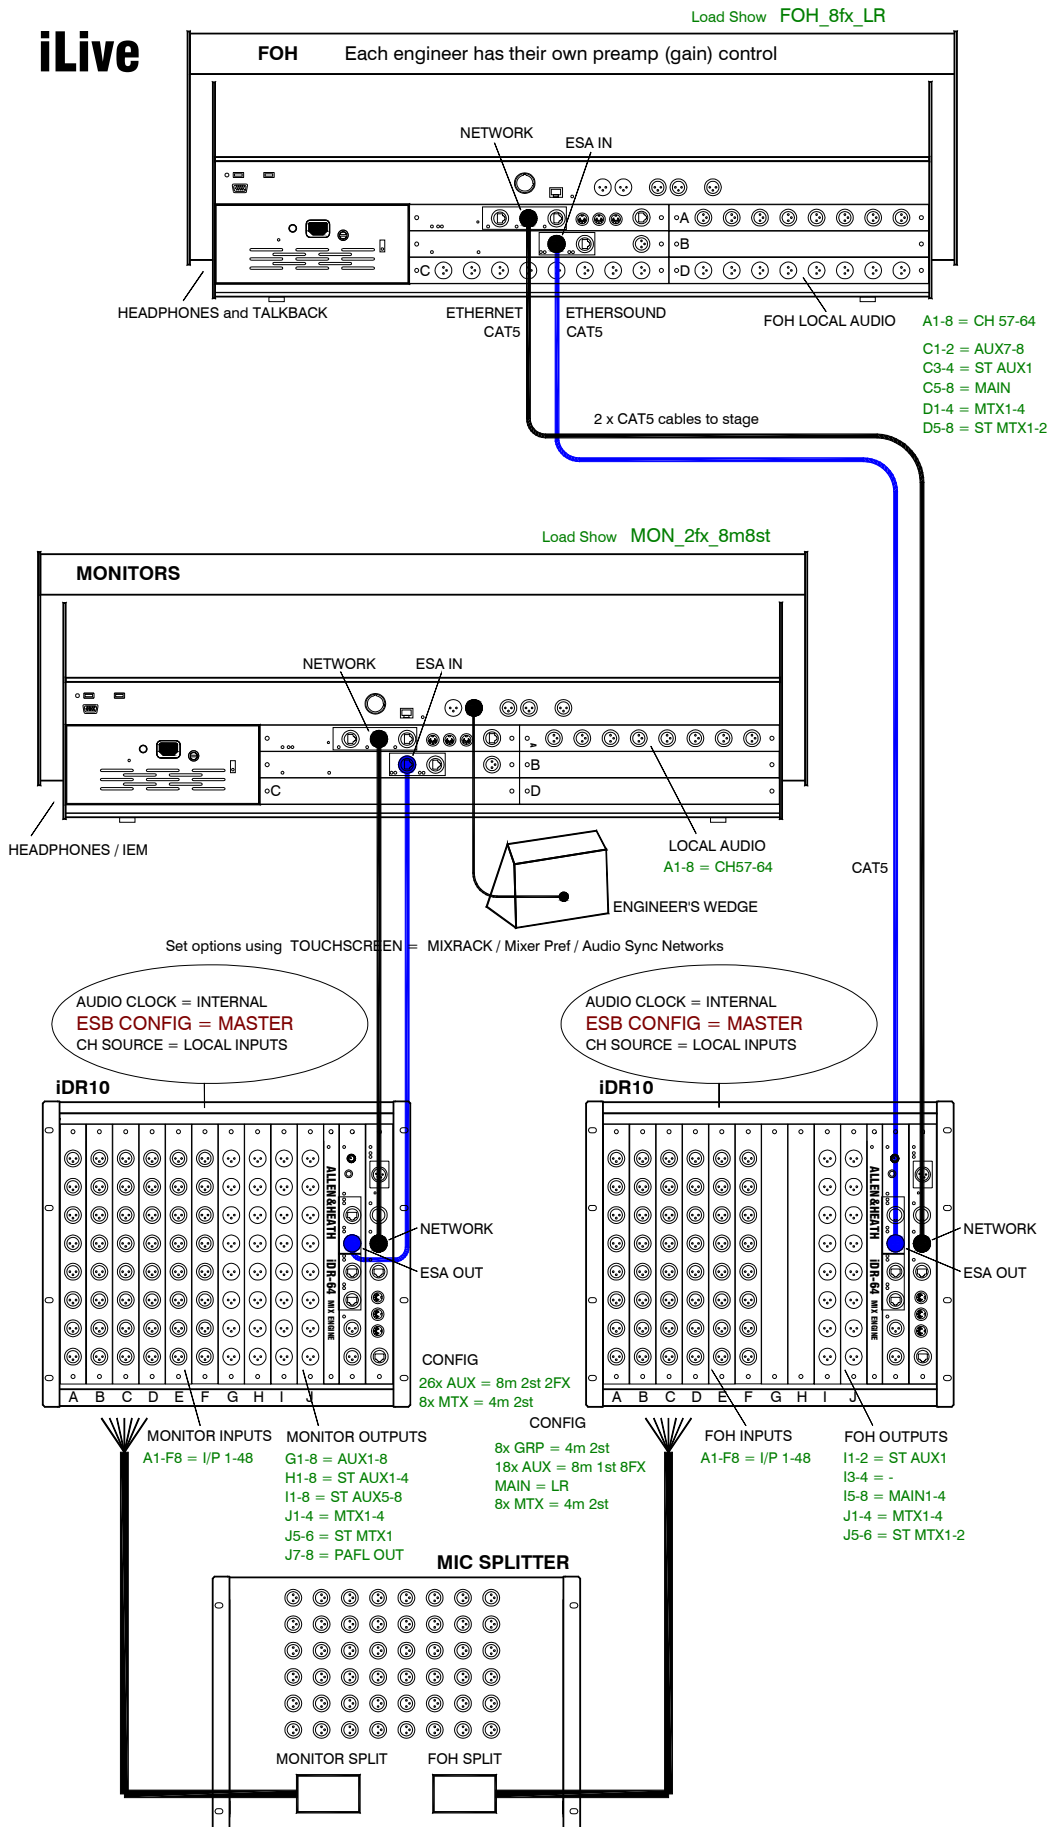 Load Show FOH_8fx_LR
iLive
FOH Each engineer has their own preamp (gain) control
NETWORK
ESA IN
A
B
C
D
HEADPHONES and TALKBACK
ETHERNET
CAT5
ETHERSOUND
CAT5
FOH LOCAL AUDIO
A1-8 = CH 57-64
C1-2 = AUX7-8
C3-4 = ST AUX1
C5-8 = MAIN
D1-4 = MTX1-4
D5-8 = ST MTX1-2
2 x CAT5 cables to stage
Load Show MON_2fx_8m8st
MONITORS
NETWORK
ESA IN
A
B
C
D
HEADPHONES / IEM
LOCAL AUDIO
A1-8 = CH57-64
CAT5
ENGINEER'S WEDGE
Set options using TOUCHSCREEN = MIXRACK / Mixer Pref / Audio Sync Networks
AUDIO CLOCK = INTERNAL
ESB CONFIG = MASTER
CH SOURCE = LOCAL INPUTS
AUDIO CLOCK = INTERNAL
ESB CONFIG = MASTER
CH SOURCE = LOCAL INPUTS
iDR10
iDR10
ALLEN&HEATH iDR-64 MIX ENGINE
NETWORK
ESA OUT
ALLEN&HEATH iDR-64 MIX ENGINE
NETWORK
ESA OUT
A B C D E F G H I J
A B C D E F G H I J
CONFIG
26x AUX = 8m 2st 2FX
8x MTX = 4m 2st
MONITOR INPUTS
A1-F8 = I/P 1-48
MONITOR OUTPUTS
G1-8 = AUX1-8
H1-8 = ST AUX1-4
I1-8 = ST AUX5-8
J1-4 = MTX1-4
J5-6 = ST MTX1
J7-8 = PAFL OUT
CONFIG
8x GRP = 4m 2st
18x AUX = 8m 1st 8FX
MAIN = LR
8x MTX = 4m 2st
FOH INPUTS
A1-F8 = I/P 1-48
FOH OUTPUTS
I1-2 = ST AUX1
I3-4 = -
I5-8 = MAIN1-4
J1-4 = MTX1-4
J5-6 = ST MTX1-2
MIC SPLITTER
MONITOR SPLIT
FOH SPLIT